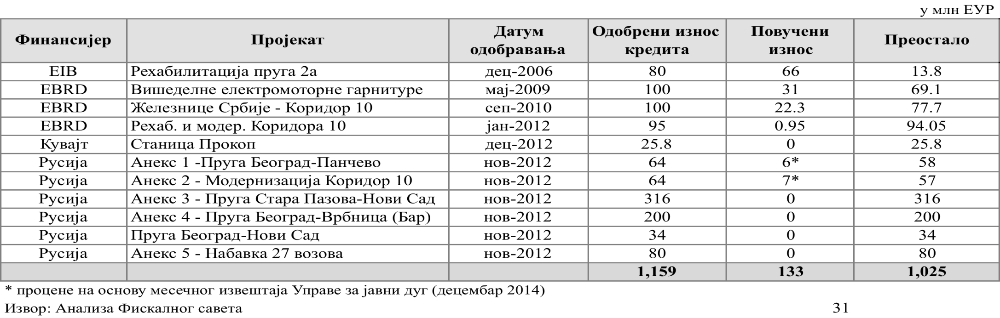 у млн ЕУР
Финансијер Пројекат Датум одобравања Одобрени износ кредита Повучени износ Преостало
EIB Рехабилитација пруга 2а дец-2006 80 66 13.8
EBRD Вишеделне електромоторне гарнитуре мај-2009 100 31 69.1
EBRD Железнице Србије - Коридор 10 сеп-2010 100 22.3 77.7
EBRD Рехаб. и модер. Коридора 10 јан-2012 95 0.95 94.05
Кувајт Станица Прокоп дец-2012 25.8 0 25.8
Русија Анекс 1 -Пруга Београд-Панчево нов-2012 64 6* 58
Русија Анекс 2 - Модернизација Коридор 10 нов-2012 64 7* 57
Русија Анекс 3 - Пруга Стара Пазова-Нови Сад нов-2012 316 0 316
Русија Анекс 4 - Пруга Београд-Врбница (Бар) нов-2012 200 0 200
Русија Пруга Београд-Нови Сад нов-2012 34 0 34
Русија Анекс 5 - Набавка 27 возова нов-2012 80 0 80
1,159 133 1,025
* процене на основу месечног извештаја Управе за јавни дуг (децембар 2014)
Извор: Анализа Фискалног савета 31